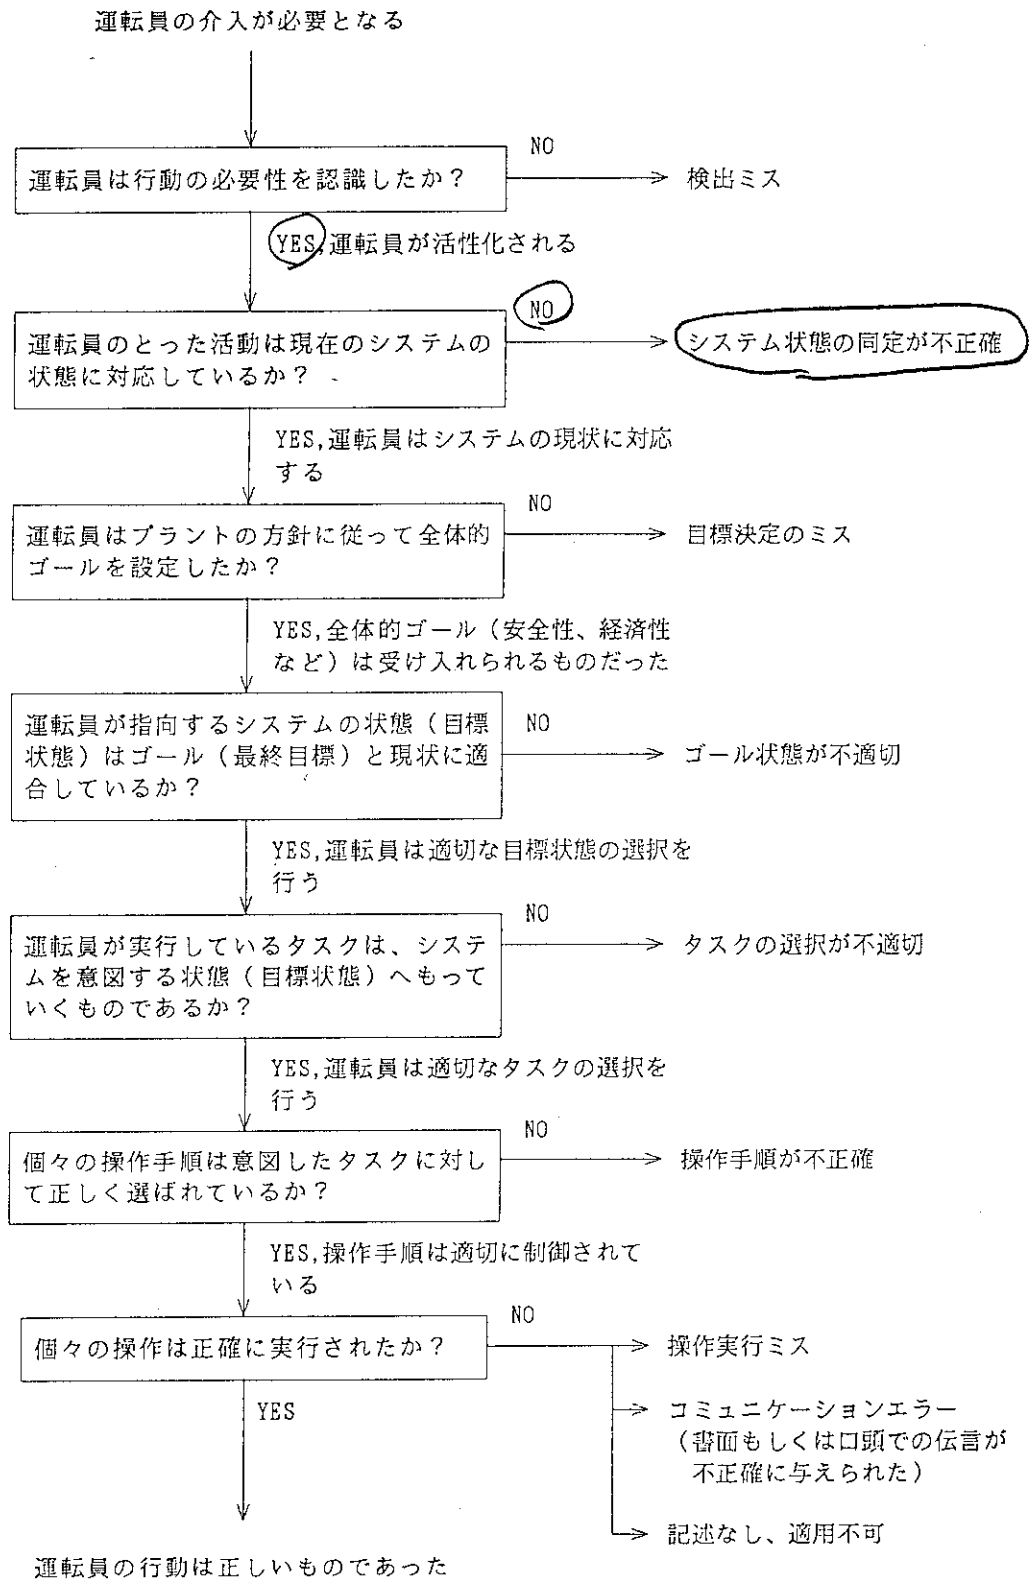 運転員の介入が必要となる
NO
運転員は行動の必要性を認識したか？
検出ミス
YES,運転員が活性化される
NO
運転員のとった活動は現在のシステムの
状態に対応しているか？
システム状態の同定が不正確
YES,運転員はシステムの現状に対応
する
NO
運転員はプラントの方針に従って全体的
ゴールを設定したか？
目標決定のミス
YES,全体的ゴール（安全性、経済性
など）は受け入れられるものだった
運転員が指向するシステムの状態（目標
状態）はゴール（最終目標）と現状に適
合しているか？
NO
ゴール状態が不適切
YES,運転員は適切な目標状態の選択を
行う
NO
運転員が実行しているタスクは、システ
ムを意図する状態（目標状態）へもって
いくものであるか？
タスクの選択が不適切
YES,運転員は適切なタスクの選択を
行う
NO
個々の操作手順は意図したタスクに対し
て正しく選ばれているか？
操作手順が不正確
YES,操作手順は適切に制御されて
いる
NO
個々の操作は正確に実行されたか？
操作実行ミス
YES
コミュニケーションエラー
（書面もしくは口頭での伝言が
不正確に与えられた）
記述なし、適用不可
運転員の行動は正しいものであった